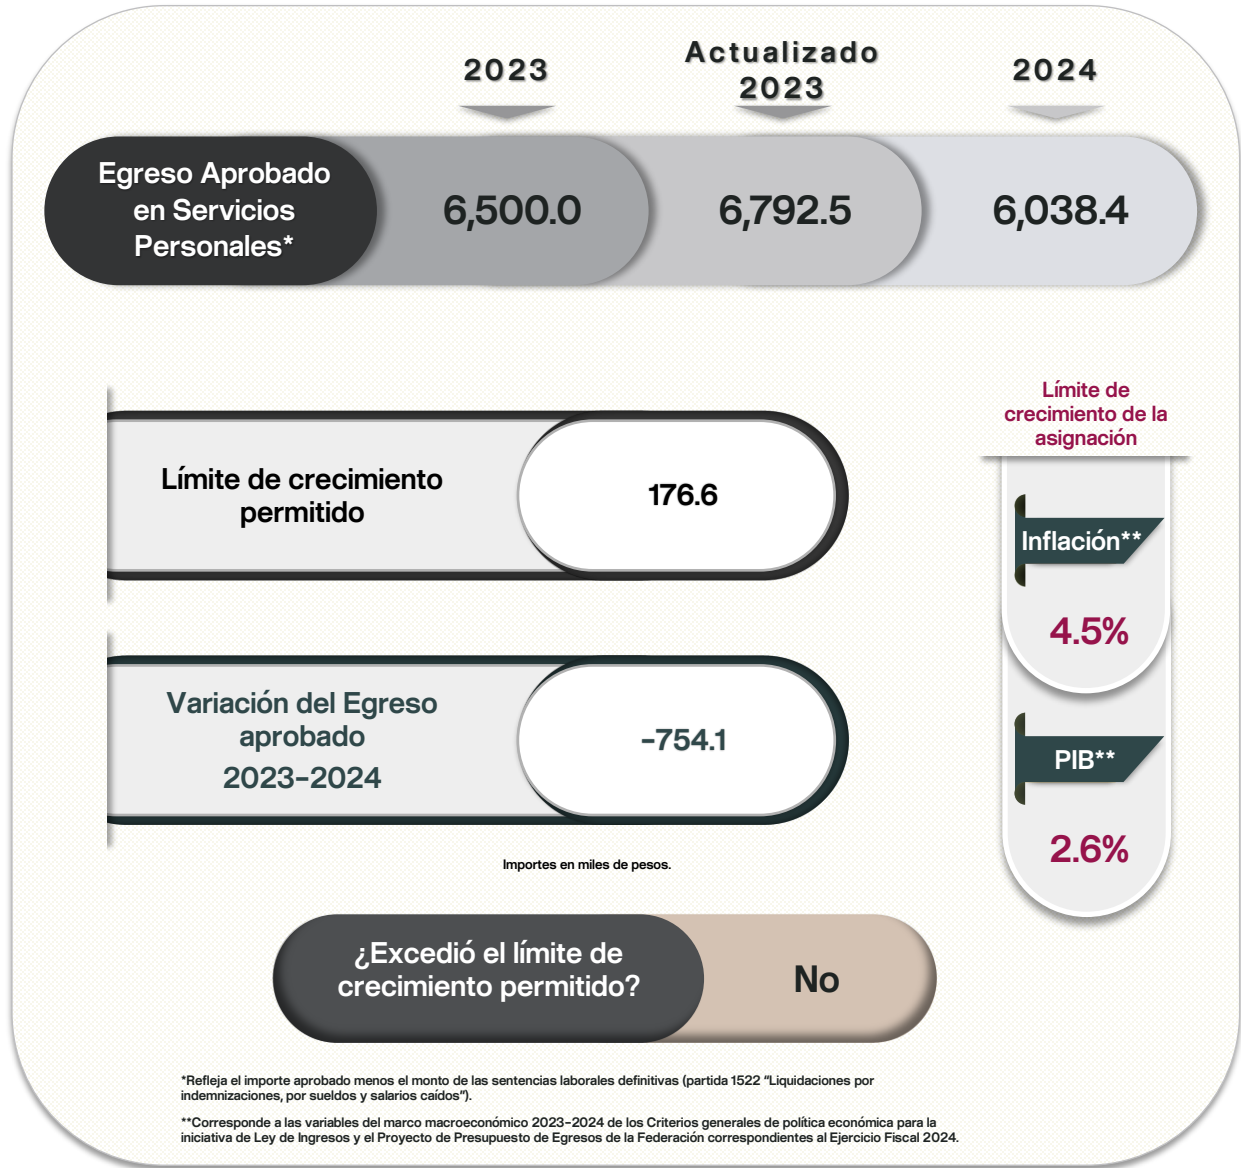 2023
Actualizado
2023
2024
Egreso Aprobado
en Servicios
Personales*
6,500.0
6,792.5
6,038.4
Límite de
crecimiento de la
asignación
Límite de crecimiento
permitido
176.6
Inflación**
4.5%
Variación del Egreso
aprobado
2023-2024
-754.1
PIB**
2.6%
Importes en miles de pesos.
¿Excedió el límite de
crecimiento permitido?
No
*Refleja el importe aprobado menos el monto de las sentencias laborales definitivas (partida 1522 "Liquidaciones por
indemnizaciones, por sueldos y salarios caídos").
**Corresponde a las variables del marco macroeconómico 2023-2024 de los Criterios generales de política económica para la
iniciativa de Ley de Ingresos y el Proyecto de Presupuesto de Egresos de la Federación correspondientes al Ejercicio Fiscal 2024.